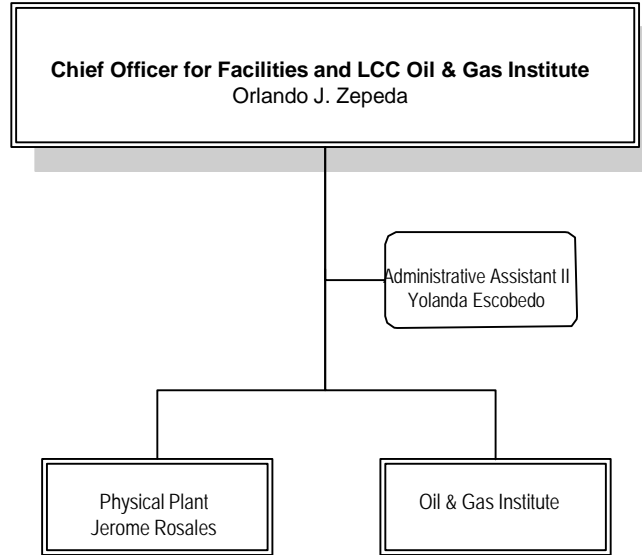 Chief Officer for Facilities and LCC Oil & Gas Institute
Orlando J. Zepeda
Administrative Assistant II
Yolanda Escobedo
Physical Plant
Jerome Rosales
Oil & Gas Institute